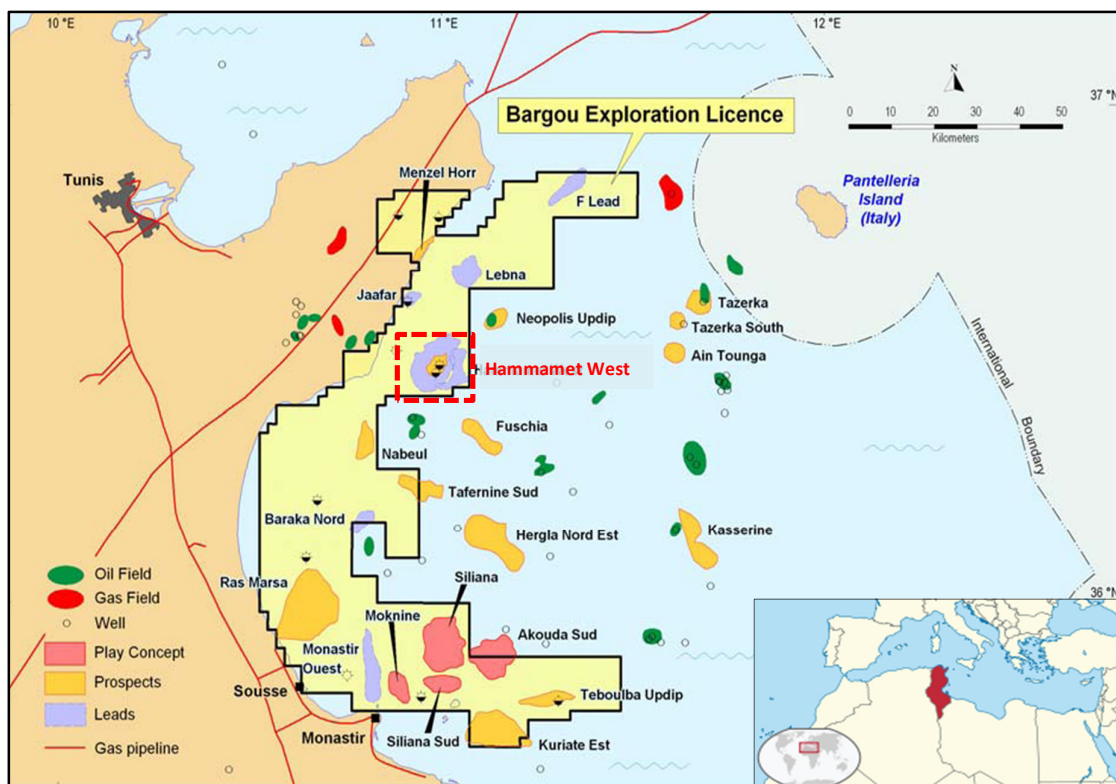 10 °E
11 °E
12 °E
37 °N
N
0 10 20 30 40 50
Kilometers
Bargou Exploration Licence
Tunis
Menzel Horr
F Lead
Pantelleria
Island
(Italy)
Lebna
Jaafar
Neopolis Updip
Tazerka
Tazerka South
Ain Tounga
Hammamet West
International
Boundary
Fuschia
Nabeul
Tafernine Sud
Baraka Nord
Hergla Nord Est
Kasserine
Oil Field
Gas Field
Well
Play Concept
Prospects
Leads
Gas pipeline
Ras Marsa
Siliana
Moknine
36 °N
Akouda Sud
Monastir
Ouest
Sousse
Teboulba Updip
Monastir
Siliana Sud
Kuriate Est